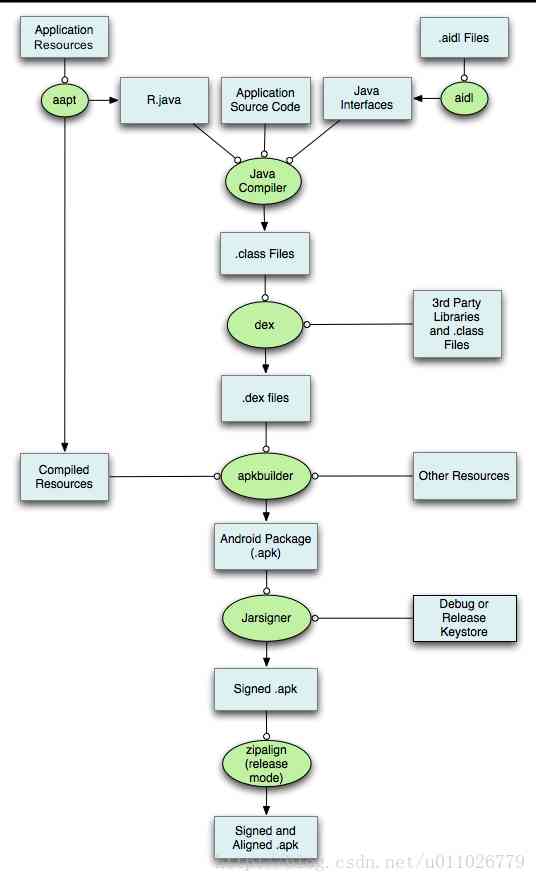 Application
Resources
.aidl Files
aapt
R.java
Application
Source Code
Java
Interfaces
aidl
Java
Compiler
.class Files
dex
3rd Party
Libraries
and .class
Files
.dex files
Compiled
Resources
apkbuilder
Other Resources
Android Package
(.apk)
Jarsigner
Debug or
Release
Keystore
Signed .apk
zipalign
(release
mode)
Signed and
Aligned .apk
http://blog.csdn.net/u011026779